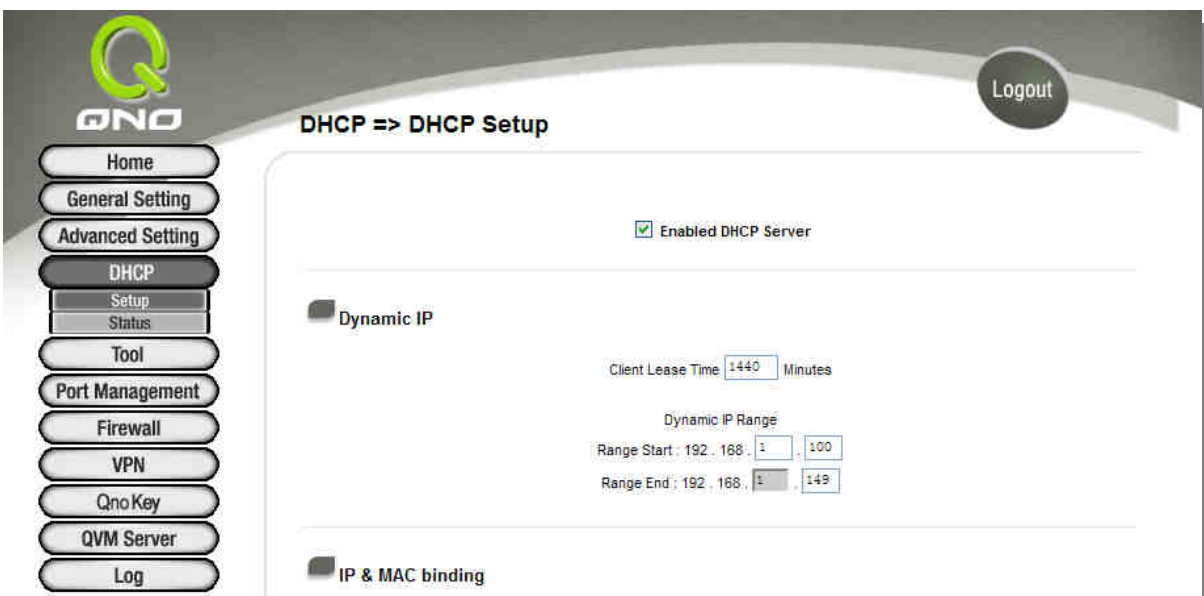 QNO
Logout
DHCP => DHCP Setup
Home
General Setting
Advanced Setting
DHCP
Setup
Status
Tool
Port Management
Firewall
VPN
Qno Key
QVM Server
Log
Enabled DHCP Server
Dynamic IP
Client Lease Time 1440 Minutes
Dynamic IP Range
Range Start : 192 . 168 . 1 . 100
Range End : 192 . 168 . 1 . 149
IP & MAC binding